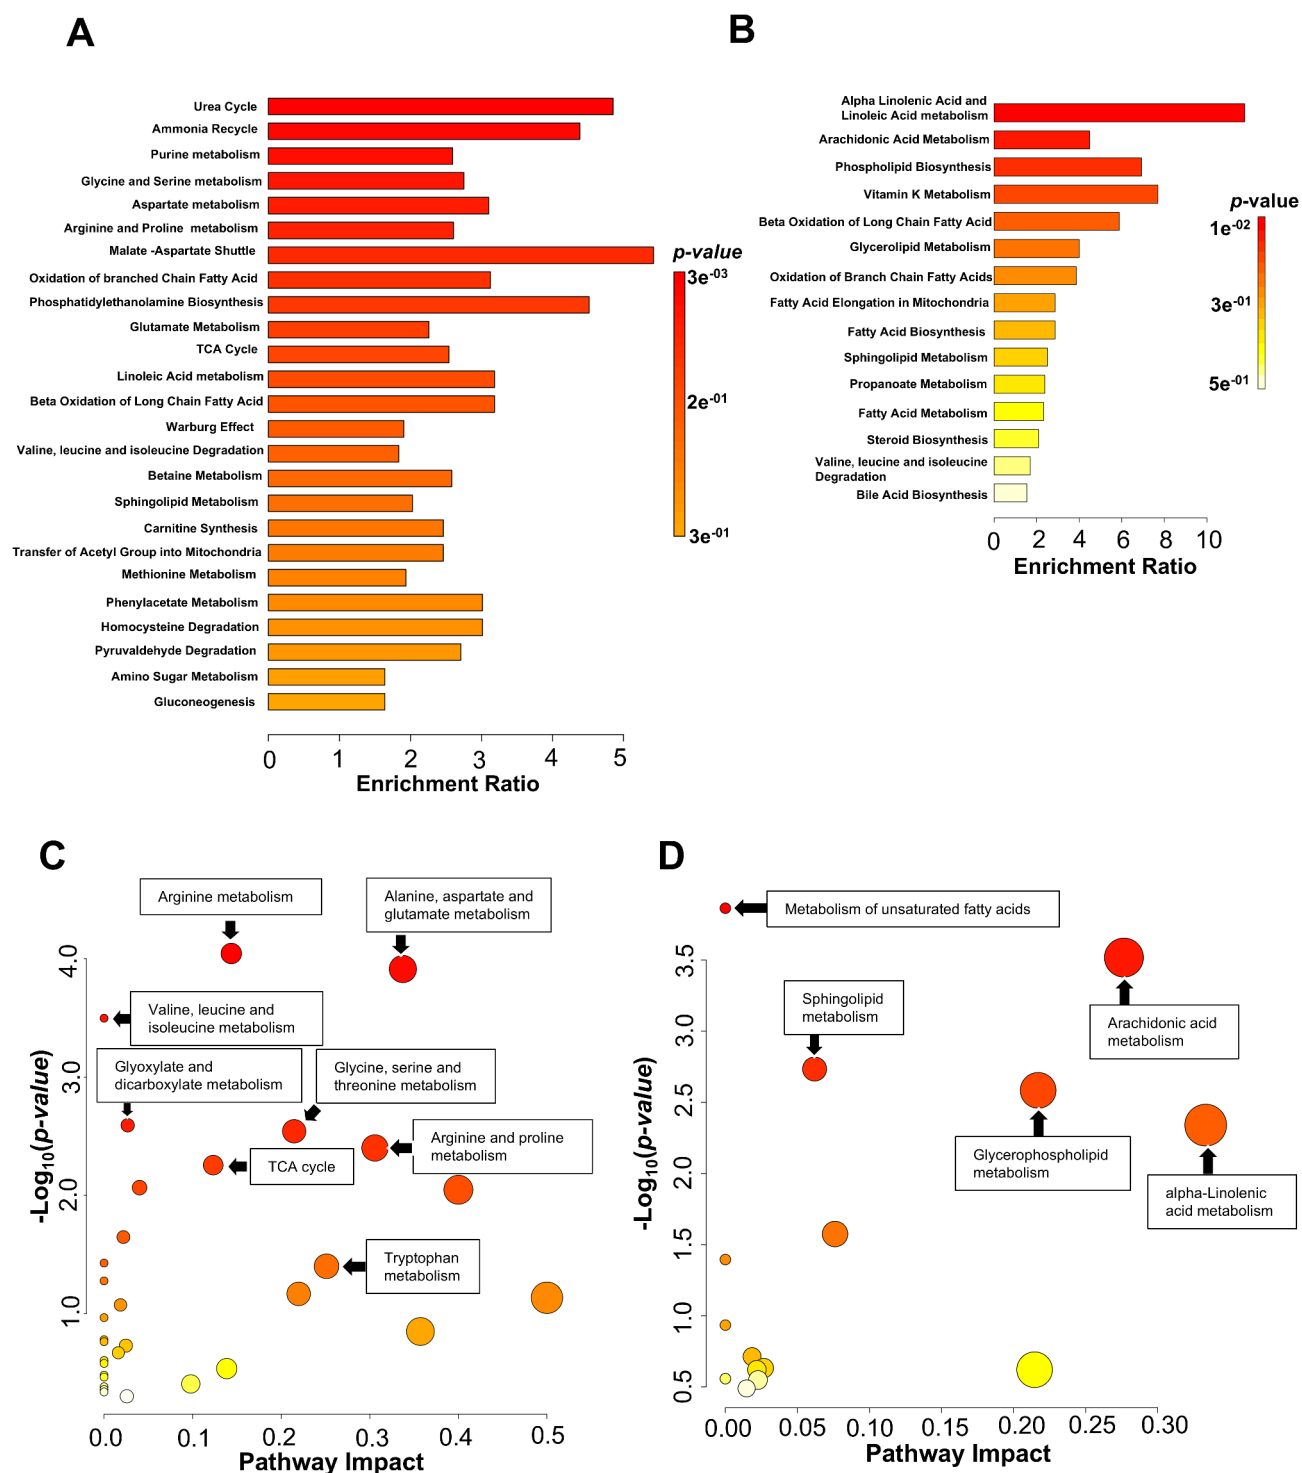 A
Urea Cycle
Ammonia Recycle
Purine metabolism
Glycine and Serine metabolism
Aspartate metabolism
Arginine and Proline metabolism
Malate -Aspartate Shuttle
Oxidation of branched Chain Fatty Acid
Phosphatidylethanolamine Biosynthesis
Glutamate Metabolism
TCA Cycle
Linoleic Acid metabolism
Beta Oxidation of Long Chain Fatty Acid
Warburg Effect
Valine, leucine and isoleucine Degradation
Betaine Metabolism
Sphingolipid Metabolism
Carnitine Synthesis
Transfer of Acetyl Group into Mitochondria
Methionine Metabolism
Phenylacetate Metabolism
Homocysteine Degradation
Pyruvaldehyde Degradation
Amino Sugar Metabolism
Gluconeogenesis
0 1 2 3 4 5
Enrichment Ratio
p-value
3e-03
2e-01
3e-01
B
Alpha Linolenic Acid and
Linoleic Acid metabolism
Arachidonic Acid Metabolism
Phospholipid Biosynthesis
Vitamin K Metabolism
Beta Oxidation of Long Chain Fatty Acid
Glycerolipid Metabolism
Oxidation of Branch Chain Fatty Acids
Fatty Acid Elongation in Mitochondria
Fatty Acid Biosynthesis
Sphingolipid Metabolism
Propanoate Metabolism
Fatty Acid Metabolism
Steroid Biosynthesis
Valine, leucine and isoleucine
Degradation
Bile Acid Biosynthesis
0 2 4 6 8 10
Enrichment Ratio
p-value
1e-02
3e-01
5e-01
C
Arginine metabolism
Alanine, aspartate and
glutamate metabolism
Valine, leucine and
isoleucine metabolism
Glyoxylate and
dicarboxylate metabolism
Glycine, serine and
threonine metabolism
Arginine and proline
metabolism
TCA cycle
Tryptophan
metabolism
4.0
3.0
2.0
1.0
-Log10(p-value)
0.0 0.1 0.2 0.3 0.4 0.5
Pathway Impact
D
Metabolism of unsaturated fatty acids
Sphingolipid
metabolism
Arachidonic acid
metabolism
Glycerophospholipid
metabolism
alpha-Linolenic
acid metabolism
3.5
3.0
2.5
2.0
1.5
1.0
0.5
-Log10(p-value)
0.00 0.05 0.10 0.15 0.20 0.25 0.30
Pathway Impact